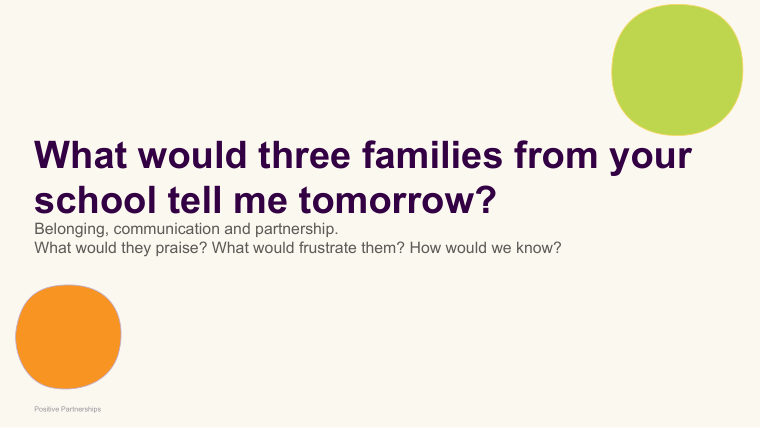 What would three families from your
school tell me tomorrow?
Belonging, communication and partnership.
What would they praise? What would frustrate them? How would we know?
Positive Partnerships